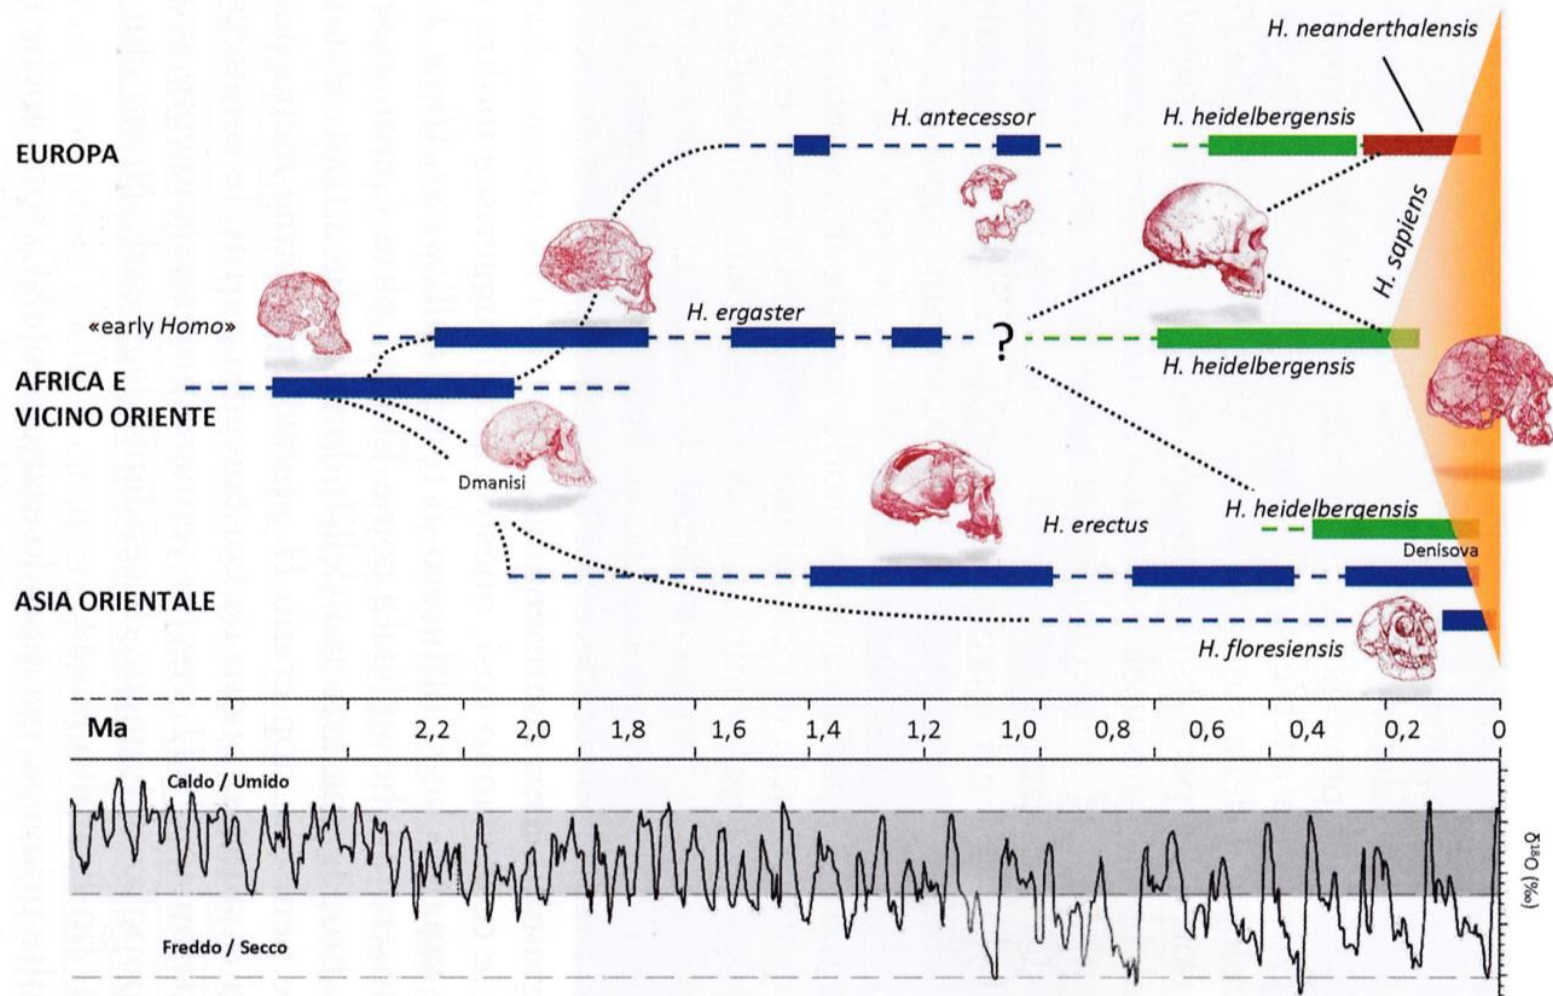 H. neanderthalensis
H. antecessor
H. heidelbergensis
EUROPA
H. sapiens
H. ergaster
«early Homo»
?
H. heidelbergensis
AFRICA E
VICINO ORIENTE
Dmanisi
H. heidelbergensis
H. erectus
Denisova
ASIA ORIENTALE
H. floresiensis
Ma 2,2 2,0 1,8 1,6 1,4 1,2 1,0 0,8 0,6 0,4 0,2 0
Caldo / Umido
δ¹⁸O (‰)
Freddo / Secco